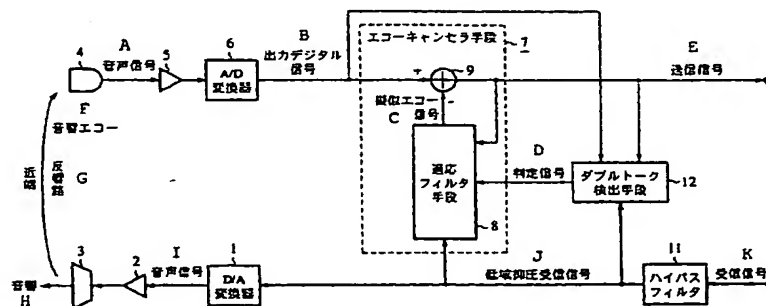 エコーキャンセラ手段
7
4
A
音声信号
5
6
A/D
変換器
B
出力デジタル
信号
+
9
E
送信信号
擬似エコー
信号
-
C
F
音響エコー
反響路
G
適応
フィルタ
手段
8
D
判定信号
ダブルトーク
検出手段
12
3
2
I
音声信号
1
D/A
変換器
J
低域抑圧受信信号
11
ハイパス
フィルタ
K
受信信号
音響
H